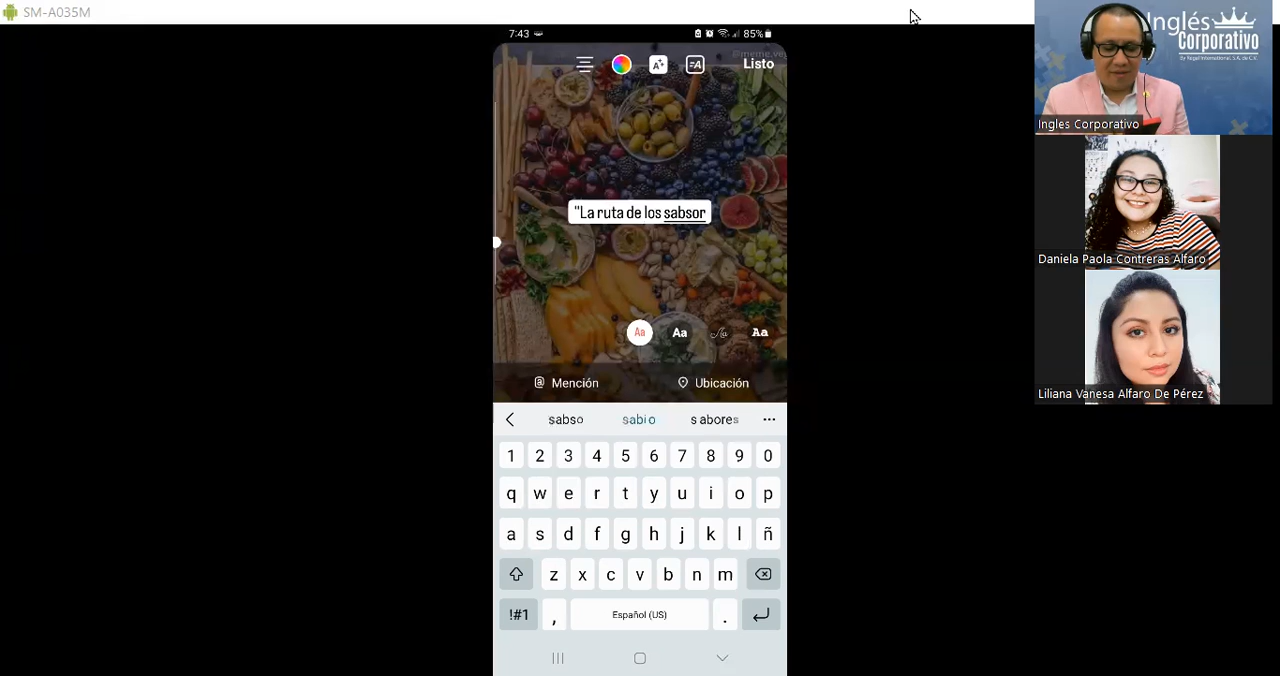 SM-A035M
7:43
85%
Listo
"La ruta de los sabsor
Aa
Aa
Aa
Aa
Mención
Ubicación
sabso
sabio
sabores
1 2 3 4 5 6 7 8 9 0
q w e r t y u i o p
a s d f g h j k l ñ
z x c v b n m
!#1 , Español (US) .
Inglés
Corporativo
Ingles Corporativo
Daniela Paola Contreras Alfaro
Liliana Vanesa Alfaro De Pérez